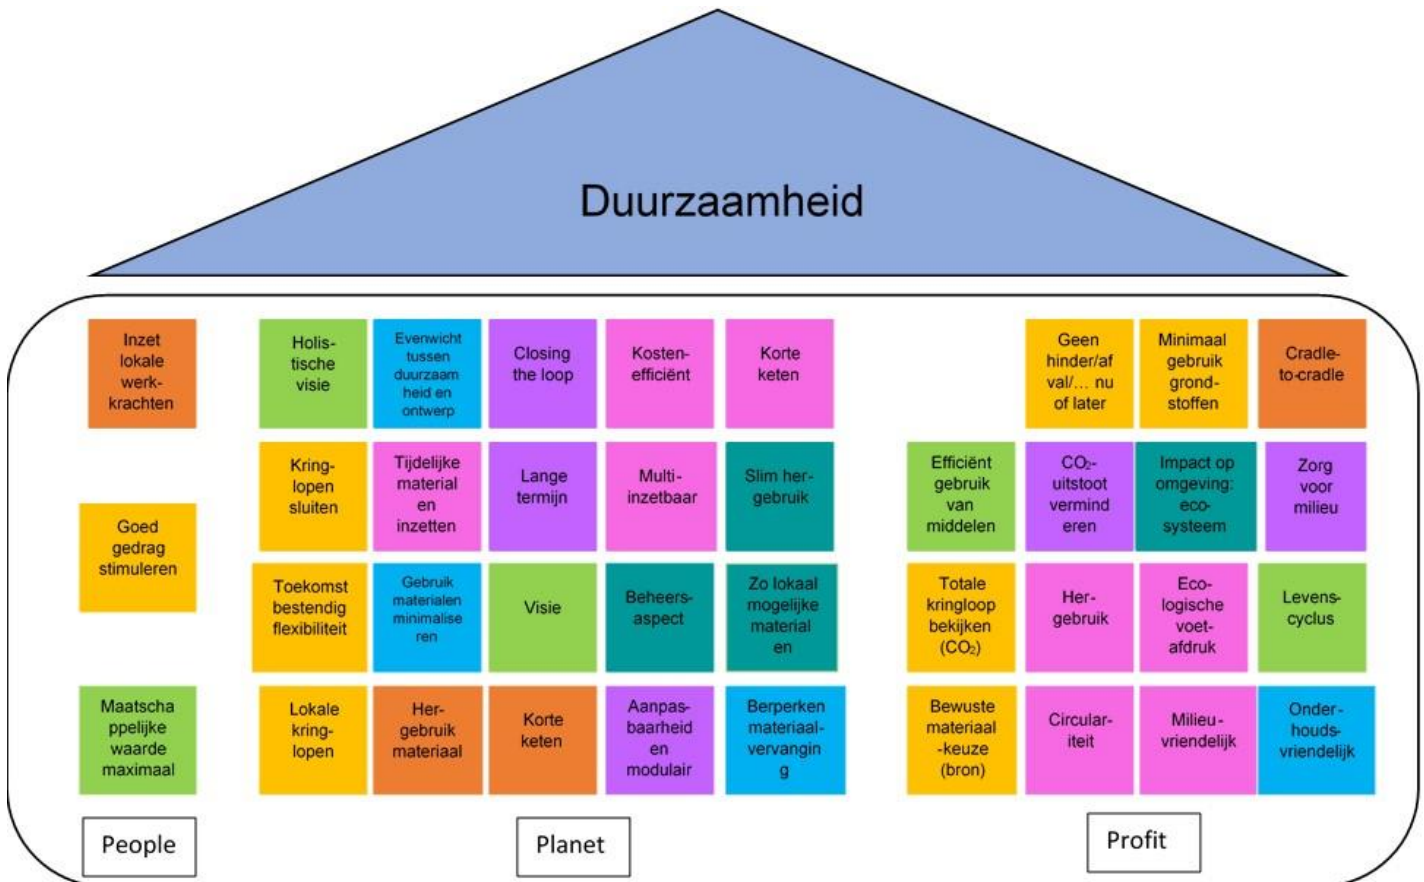 Duurzaamheid
Inzet
lokale
werk-
krachten
Holis-
tische
visie
Evenwicht
tussen
duurzaam
heid en
ontwerp
Closing
the loop
Kosten-
efficiënt
Korte
keten
Geen
hinder/af
val/... nu
of later
Minimaal
gebruik
grond-
stoffen
Cradle-
to-cradle
Goed
gedrag
stimuleren
Kring-
lopen
sluiten
Tijdelijke
material
en
inzetten
Lange
termijn
Multi-
inzetbaar
Slim her-
gebruik
Efficiënt
gebruik
van
middelen
CO₂-
uitstoot
vermind
eren
Impact op
omgeving:
eco-
systeem
Zorg
voor
milieu
Toekomst
bestendig
flexibiliteit
Gebruik
materialen
minimalise
ren
Visie
Beheers-
aspect
Zo lokaal
mogelijke
material
en
Totale
kringloop
bekijken
(CO₂)
Her-
gebruik
Eco-
logische
voet-
afdruk
Levens-
cyclus
Maatscha
ppelijke
waarde
maximaal
Lokale
kring-
lopen
Her-
gebruik
materiaal
Korte
keten
Aanpas-
baarheid
en
modulair
Berperken
materiaal-
vervangin
g
Bewuste
materiaal
-keuze
(bron)
Circular-
iteit
Milieu-
vriendelijk
Onder-
houds-
vriendelijk
People
Planet
Profit